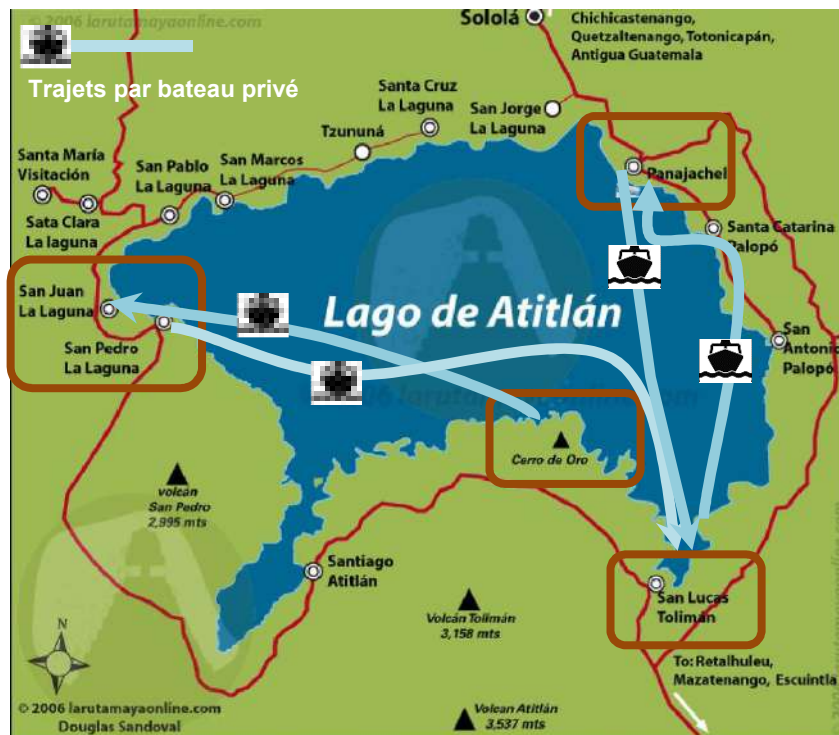 © 2006 larutamayaonline.com
Sololá
Chichicastenango,
Quetzaltenango, Totonicapán,
Antigua Guatemala
Trajets par bateau privé
Santa Cruz
La Laguna
San Jorge
La Laguna
Tzununá
Santa María
Visitación
San Pablo
La Laguna
San Marcos
La Laguna
Panajachel
Sata Clara
La laguna
Santa Catarina
Palopó
San Juan
La Laguna
Lago de Atitlán
San Pedro
La Laguna
San
Antonio
Palopó
2006 larutamayaonline.com
Cerro de Oro
volcán
San Pedro
2,995 mts
Santiago
Atitlán
San Lucas
Tolimán
Volcán Tolimán
3,158 mts
N
To: Retalhuleu,
Mazatenango, Escuintla
© 2006 larutamayaonline.com
Douglas Sandoval
Volcan Atitlán
3,537 mts